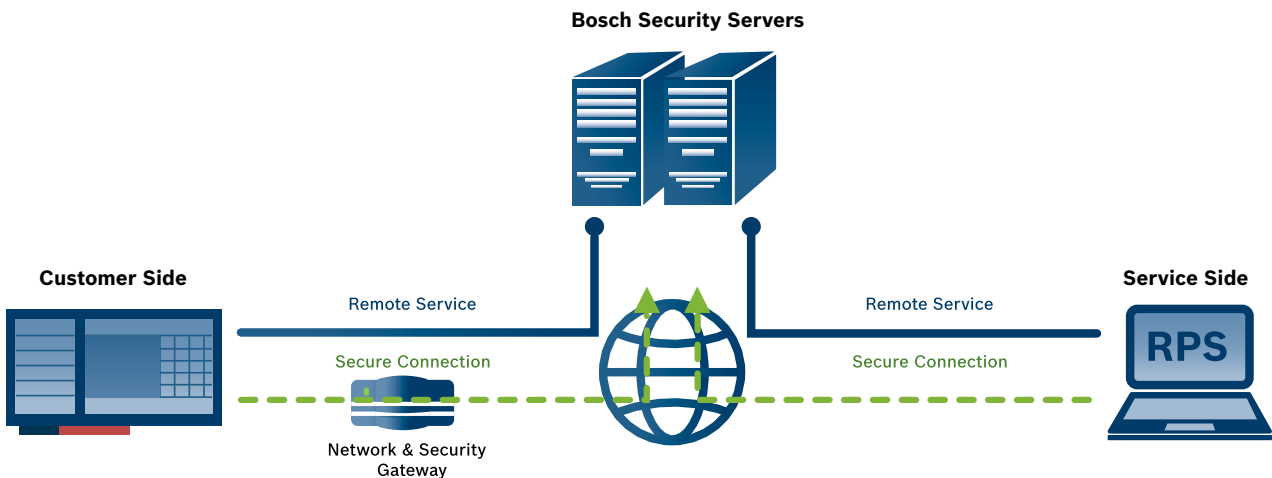 Bosch Security Servers
Customer Side
Service Side
Remote Service
Remote Service
RPS
Secure Connection
Secure Connection
Network & Security
Gateway